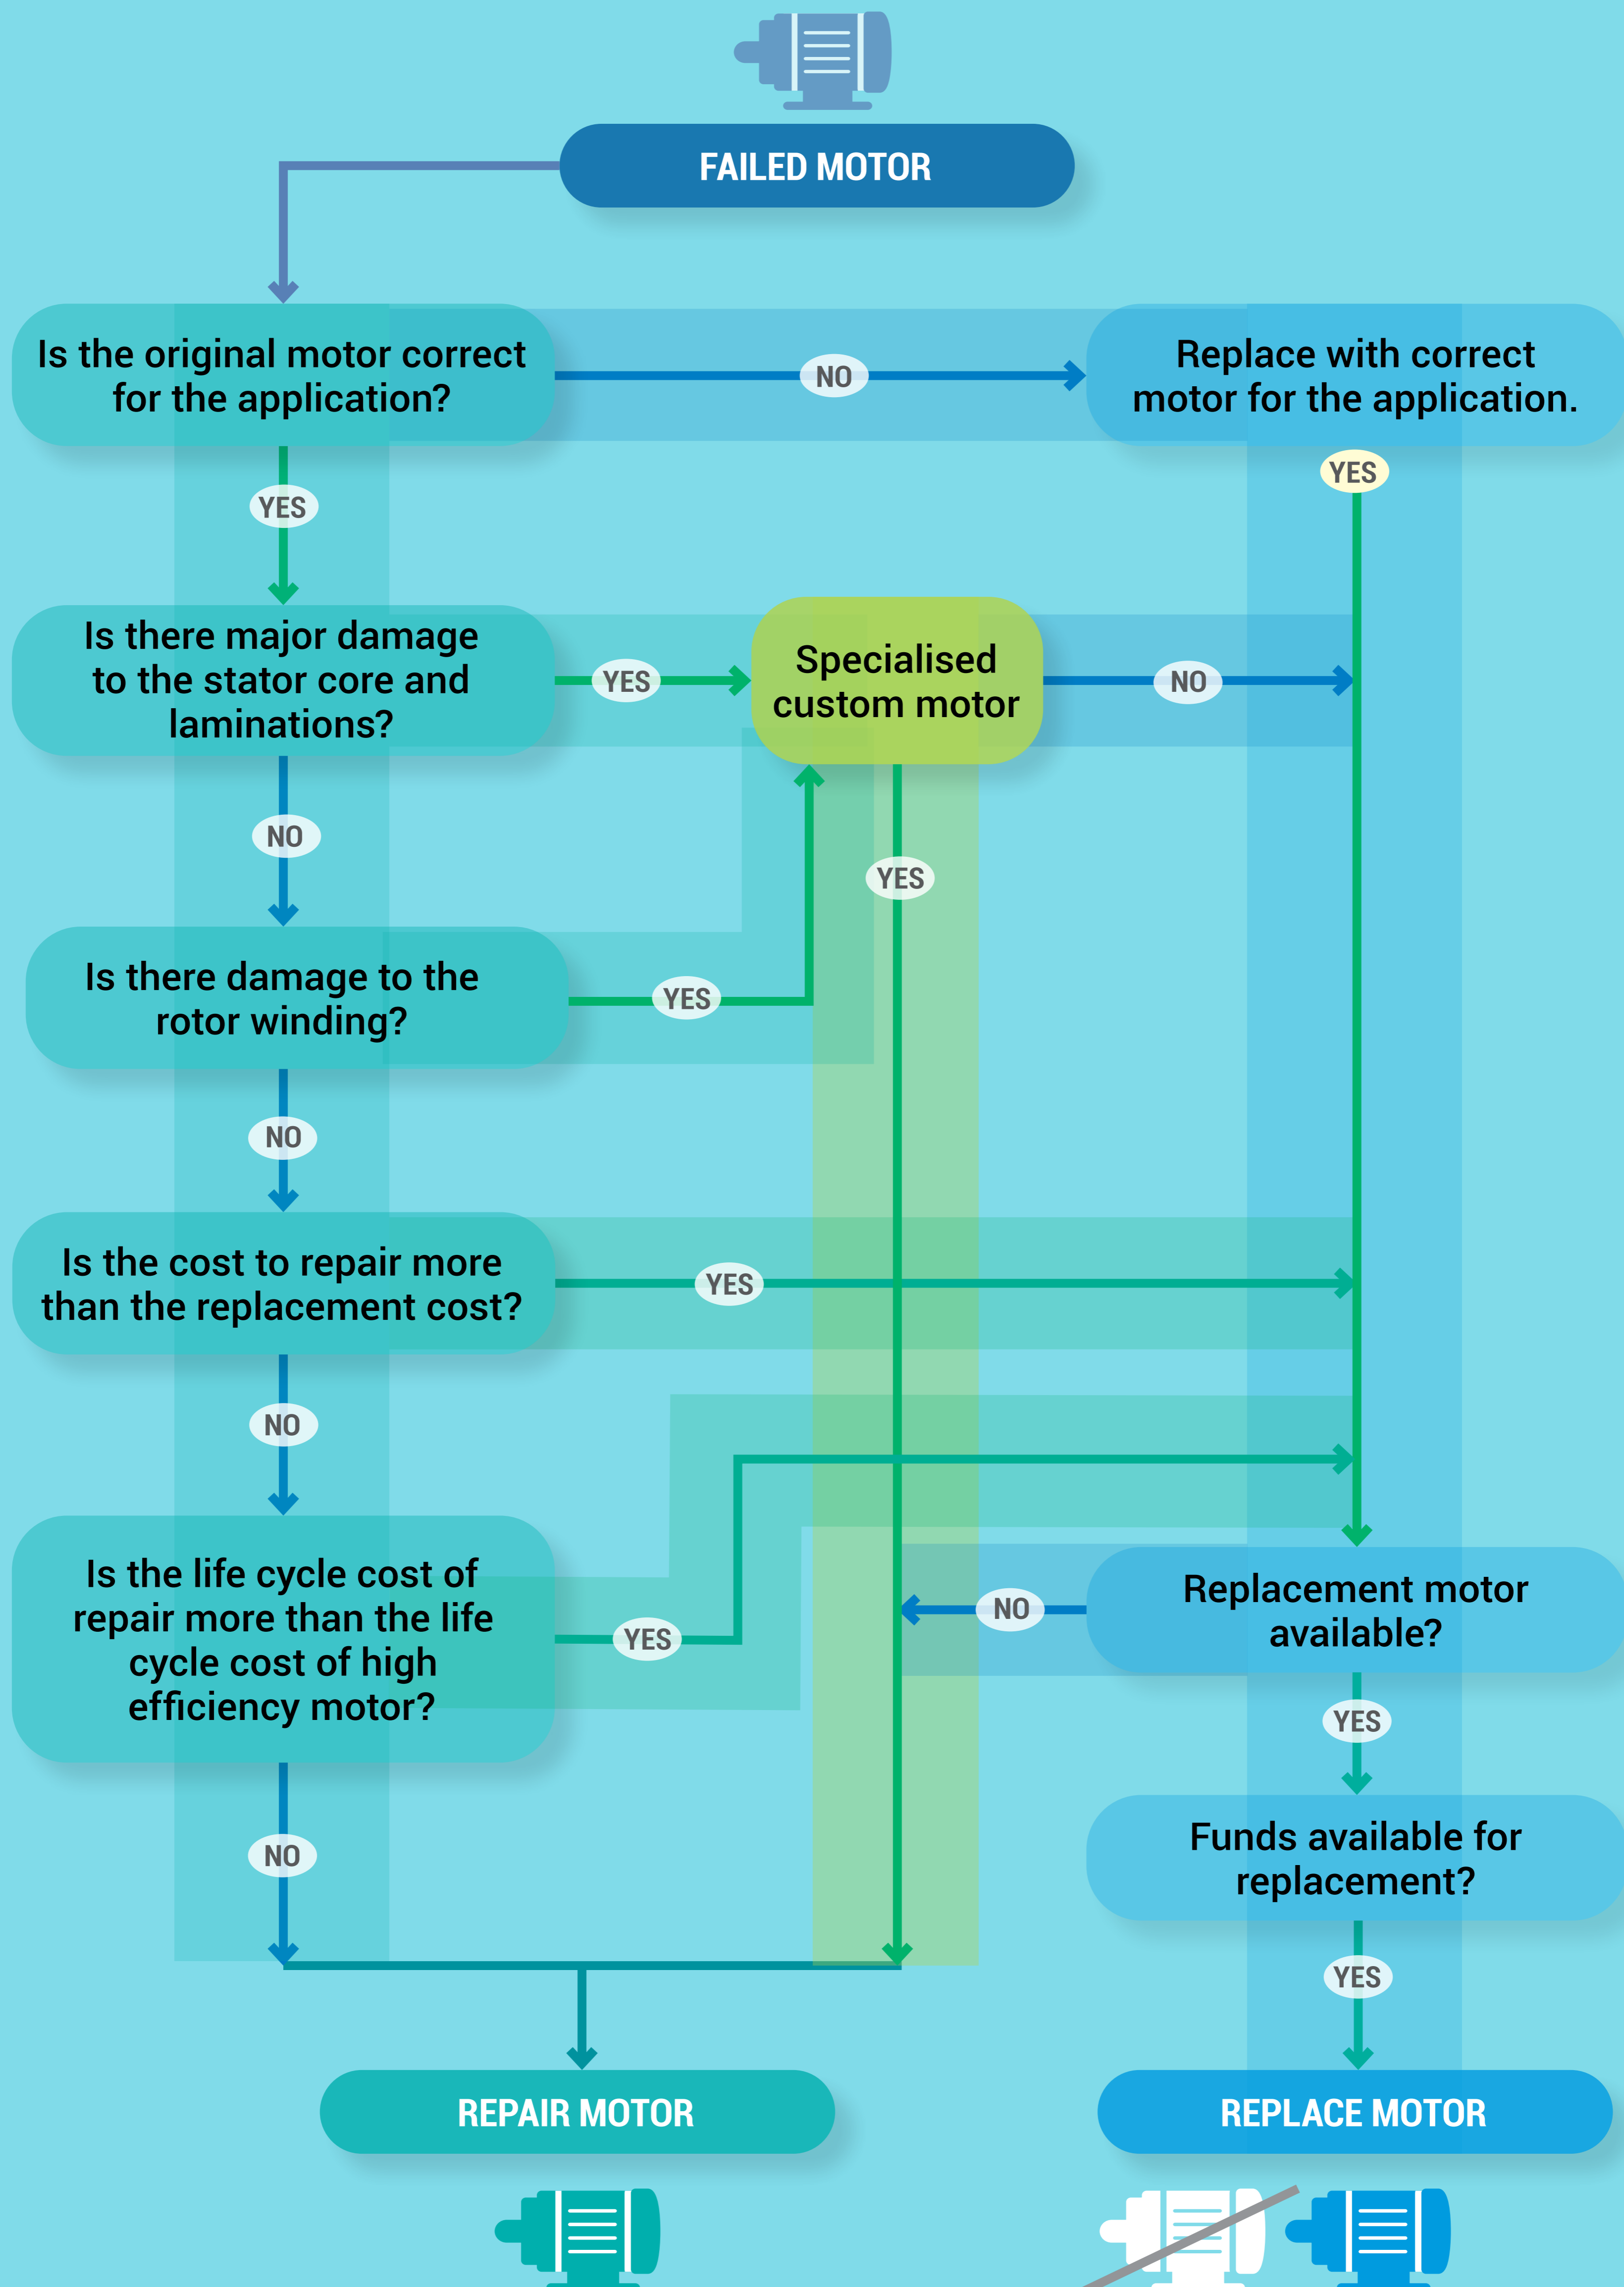 FAILED MOTOR
Is the original motor correct
for the application?
NO
Replace with correct
motor for the application.
YES
YES
Is there major damage
to the stator core and
laminations?
YES
Specialised
custom motor
NO
NO
YES
Is there damage to the
rotor winding?
YES
NO
Is the cost to repair more
than the replacement cost?
YES
NO
Is the life cycle cost of
repair more than the life
cycle cost of high
efficiency motor?
YES
NO
Replacement motor
available?
YES
Funds available for
replacement?
NO
YES
REPAIR MOTOR
REPLACE MOTOR